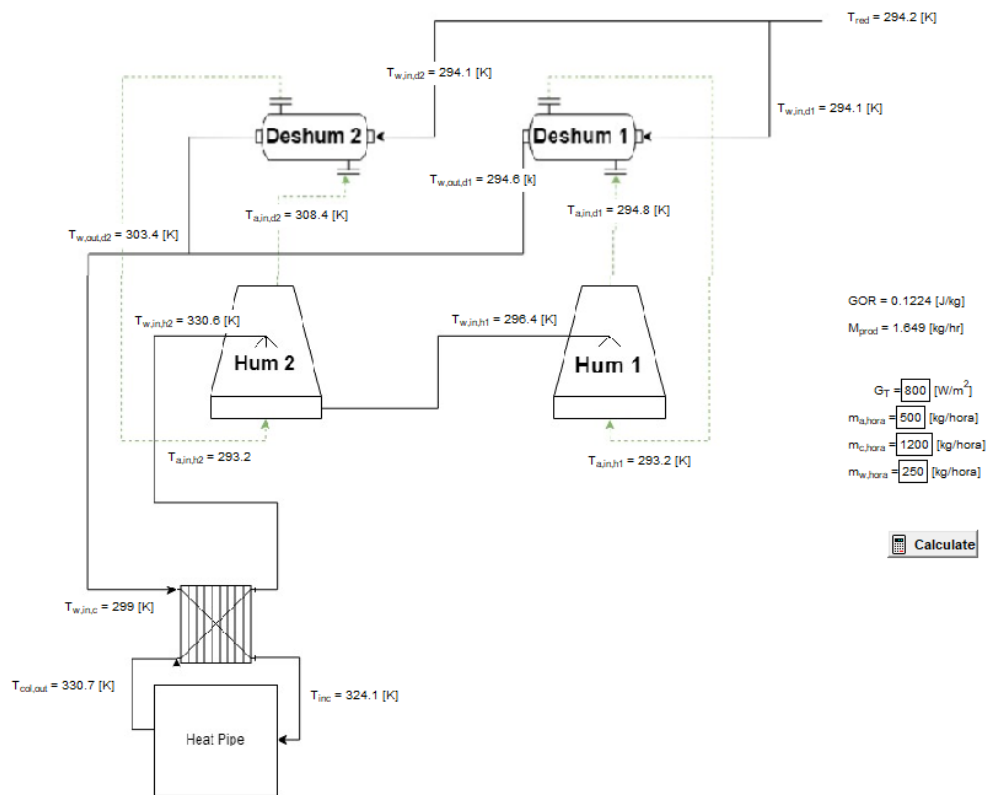 T_red = 294.2 [K]
T_w,in,d2 = 294.1 [K]
T_w,in,d1 = 294.1 [K]
Deshum 2
Deshum 1
T_w,out,d1 = 294.6 [k]
T_a,in,d2 = 308.4 [K]
T_a,in,d1 = 294.8 [K]
T_w,out,d2 = 303.4 [K]
GOR = 0.1224 [J/kg]
T_w,in,h2 = 330.6 [K]
T_w,in,h1 = 296.4 [K]
M_prod = 1.649 [kg/hr]
Hum 2
Hum 1
G_T = 800 [W/m²]
m_a,hora = 500 [kg/hora]
m_c,hora = 1200 [kg/hora]
T_a,in,h2 = 293.2
T_a,in,h1 = 293.2 [K]
m_w,hora = 250 [kg/hora]
Calculate
T_w,in,c = 299 [K]
T_col,out = 330.7 [K]
T_inc = 324.1 [K]
Heat Pipe